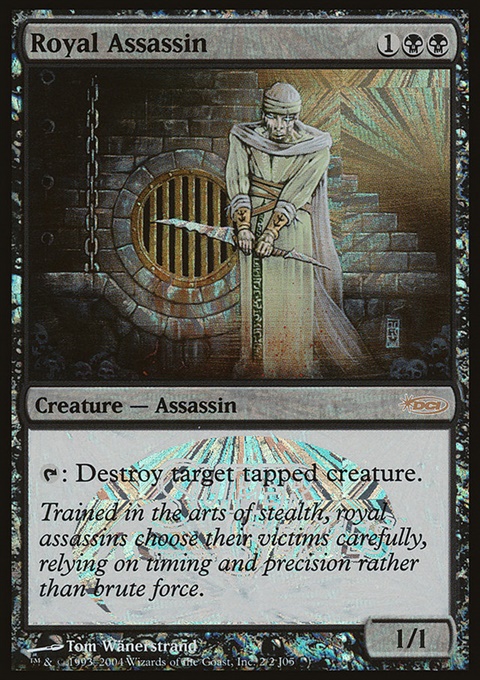 Royal Assassin 1
Creature — Assassin
DCI
: Destroy target tapped creature.
Trained in the arts of stealth, royal
assassins choose their victims carefully,
relying on timing and precision rather
than brute force.
Tom Wänerstrand
1/1
™ & © 1993–2004 Wizards of the Coast, Inc. 2/2 J05